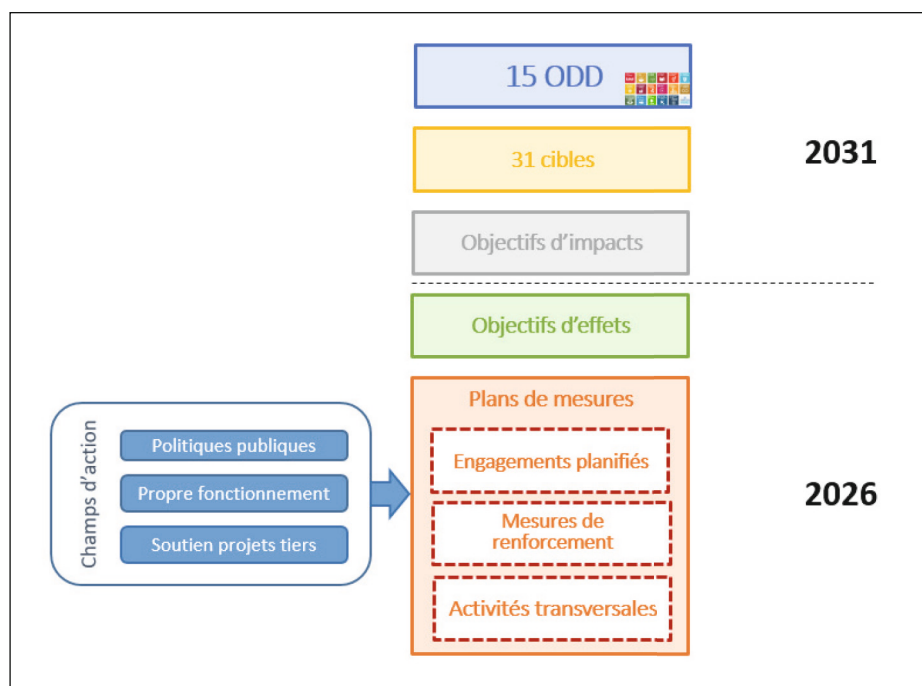 15 ODD
31 cibles
2031
Objectifs d'impacts
Objectifs d'effets
Champs d'action
Politiques publiques
Propre fonctionnement
Soutien projets tiers
Plans de mesures
Engagements planifiés
Mesures de
renforcement
Activités transversales
2026